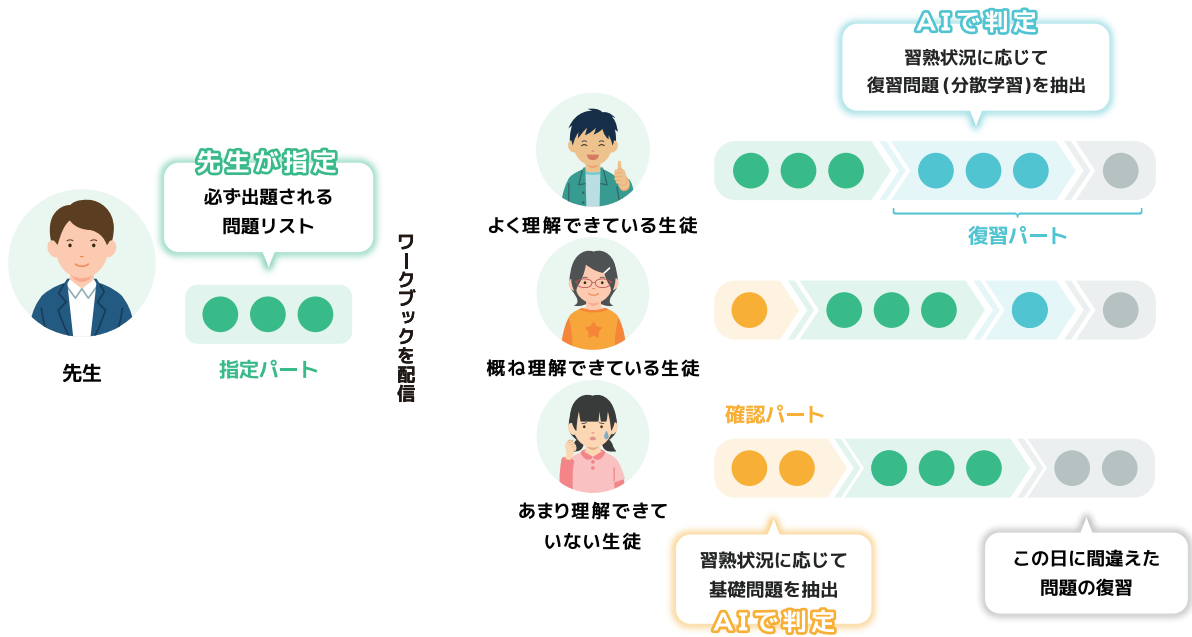 先生が指定
必ず出題される
問題リスト
指定パート
先生
ワークブックを配信
よく理解できている生徒
概ね理解できている生徒
あまり理解できて
いない生徒
AIで判定
習熟状況に応じて
復習問題(分散学習)を抽出
復習パート
確認パート
習熟状況に応じて
基礎問題を抽出
AIで判定
この日に間違えた
問題の復習